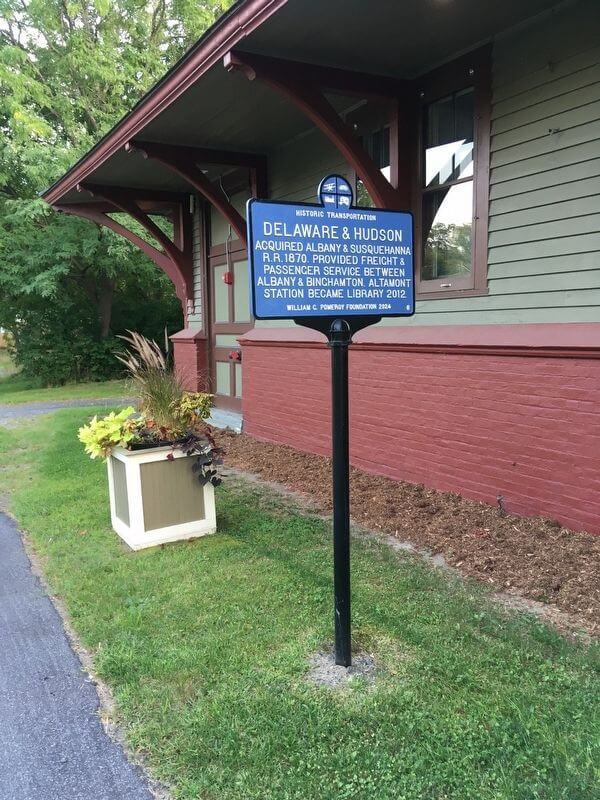 HISTORIC TRANSPORTATION
DELAWARE & HUDSON
ACQUIRED ALBANY & SUSQUEHANNA
R.R. 1870. PROVIDED FREIGHT &
PASSENGER SERVICE BETWEEN
ALBANY & BINGHAMTON. ALTAMONT
STATION BECAME LIBRARY 2012.
WILLIAM G. POMEROY FOUNDATION 2024